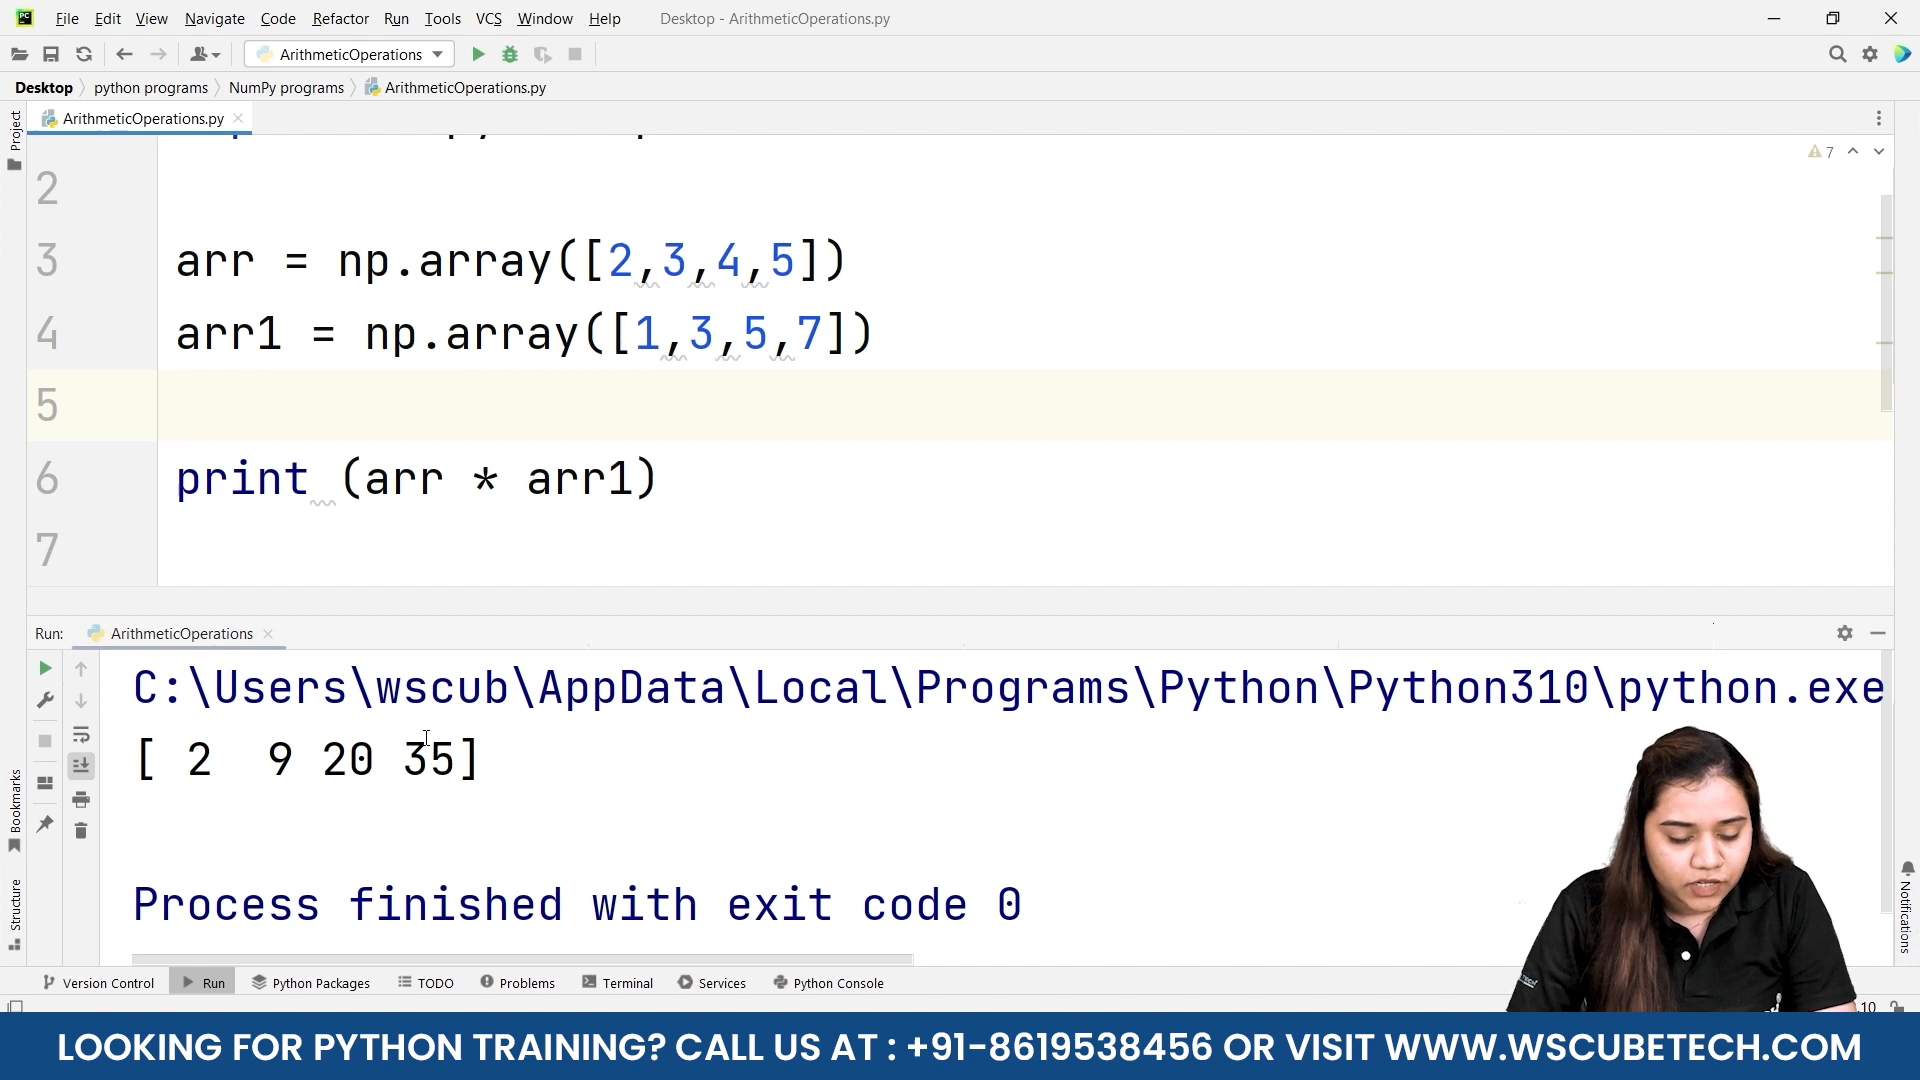 File Edit View Navigate Code Refactor Run Tools VCS Window Help Desktop - ArithmeticOperations.py
ArithmeticOperations
Desktop python programs NumPy programs ArithmeticOperations.py
Project
ArithmeticOperations.py
7
2
3 arr = np.array([2,3,4,5])
4 arr1 = np.array([1,3,5,7])
5
6 print (arr * arr1)
7
Run: ArithmeticOperations
C:\Users\wscub\AppData\Local\Programs\Python\Python310\python.exe
[ 2  9 20 35]
Process finished with exit code 0
Bookmarks
Structure
Notifications
Version Control Run Python Packages TODO Problems Terminal Services Python Console
LOOKING FOR PYTHON TRAINING? CALL US AT : +91-8619538456 OR VISIT WWW.WSCUBETECH.COM